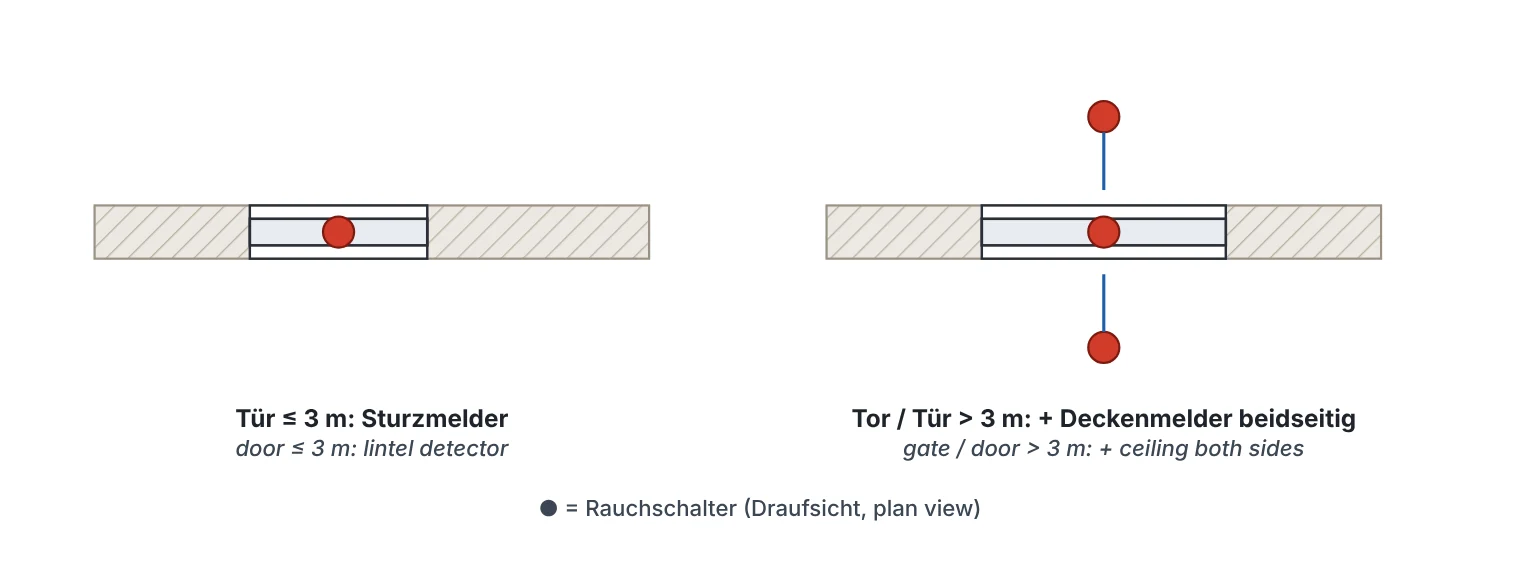 Tür ≤ 3 m: Sturzmelder
door ≤ 3 m: lintel detector
Tor / Tür > 3 m: + Deckenmelder beidseitig
gate / door > 3 m: + ceiling both sides
● = Rauchschalter (Draufsicht, plan view)